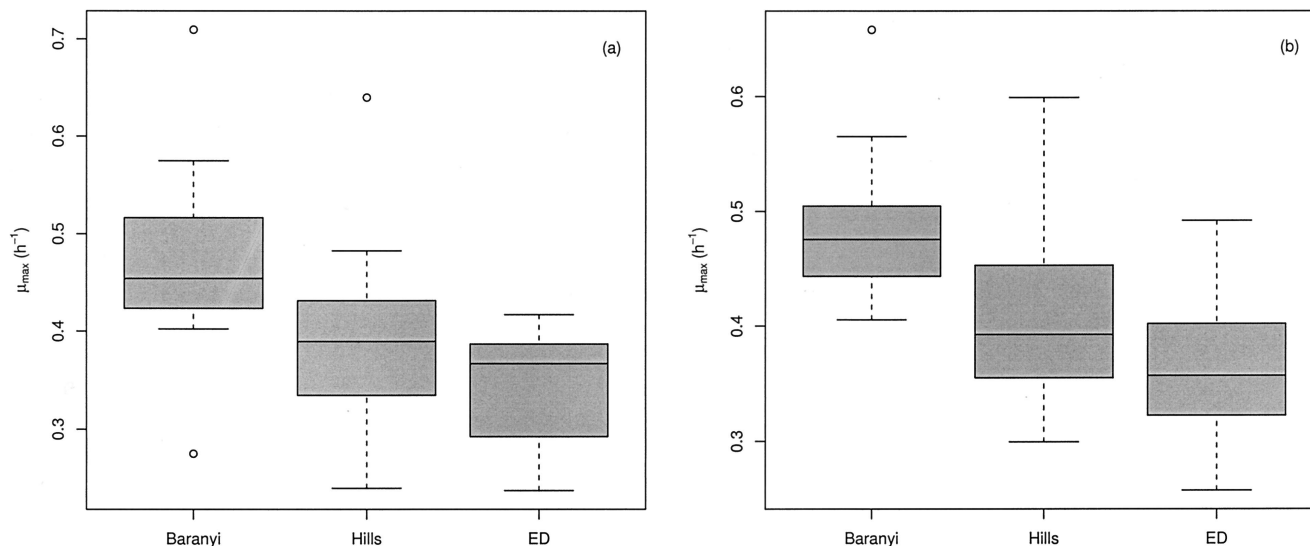 (a)
0.7
0.6
0.5
0.4
0.3
μmax (h⁻¹)
Baranyi
Hills
ED
(b)
0.6
0.5
0.4
0.3
μmax (h⁻¹)
Baranyi
Hills
ED